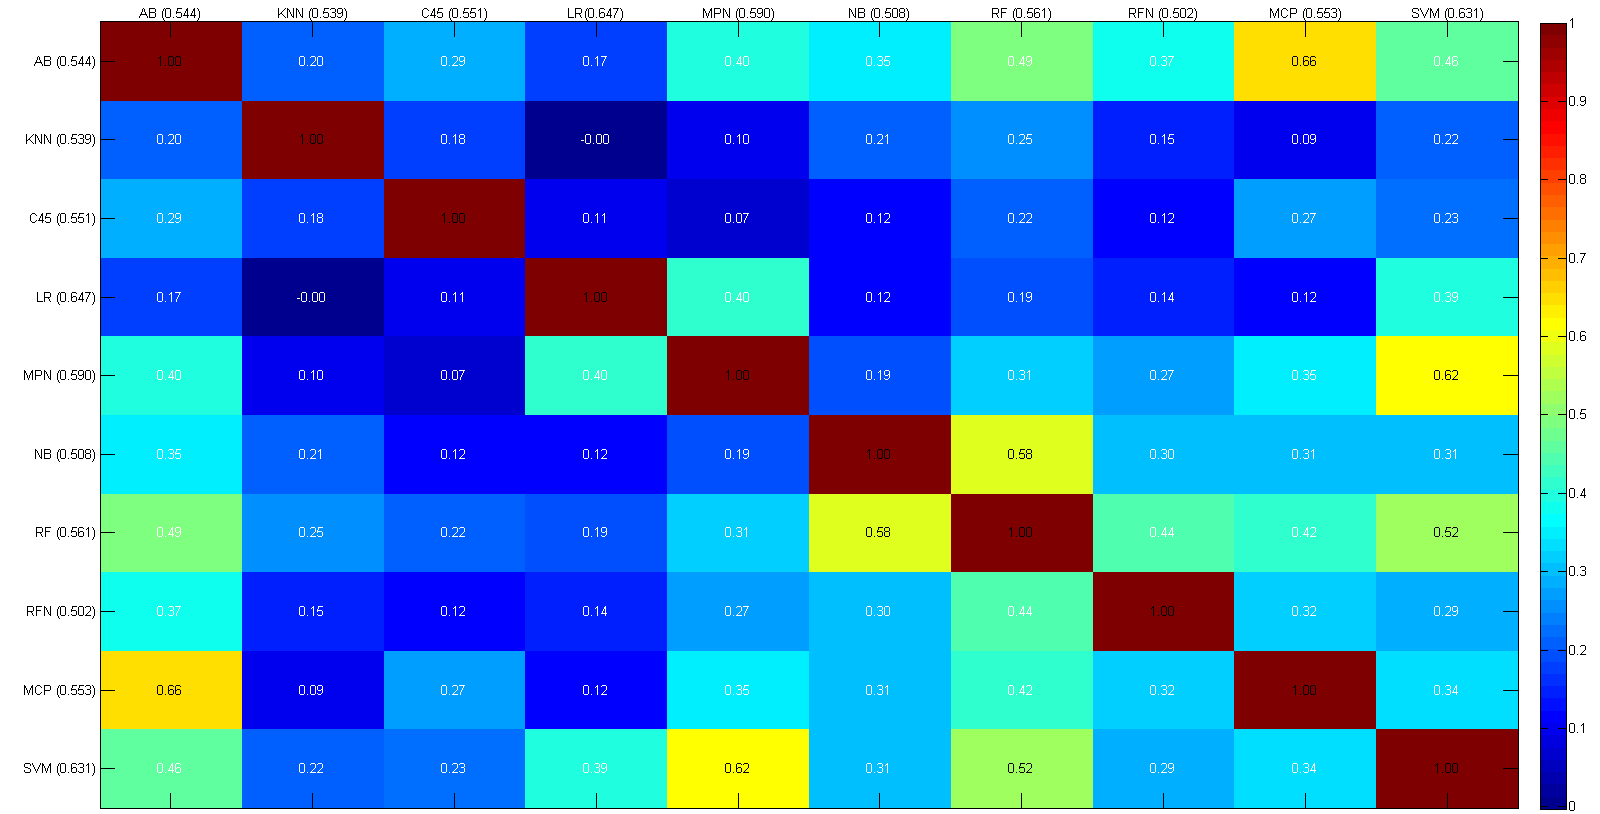 AB (0.544) KNN (0.539) C45 (0.551) LR(0.647) MPN (0.590) NB (0.508) RF (0.561) RFN (0.502) MCP (0.553) SVM (0.631)
AB (0.544) 1.00 0.20 0.29 0.17 0.40 0.35 0.49 0.37 0.66 0.46
KNN (0.539) 0.20 1.00 0.18 -0.00 0.10 0.21 0.25 0.15 0.09 0.22
C45 (0.551) 0.29 0.18 1.00 0.11 0.07 0.12 0.22 0.12 0.27 0.23
LR (0.647) 0.17 -0.00 0.11 1.00 0.40 0.12 0.19 0.14 0.12 0.39
MPN (0.590) 0.40 0.10 0.07 0.40 1.00 0.19 0.31 0.27 0.35 0.62
NB (0.508) 0.35 0.21 0.12 0.12 0.19 1.00 0.58 0.30 0.31 0.31
RF (0.561) 0.49 0.25 0.22 0.19 0.31 0.58 1.00 0.44 0.42 0.52
RFN (0.502) 0.37 0.15 0.12 0.14 0.27 0.30 0.44 1.00 0.32 0.29
MCP (0.553) 0.66 0.09 0.27 0.12 0.35 0.31 0.42 0.32 1.00 0.34
SVM (0.631) 0.46 0.22 0.23 0.39 0.62 0.31 0.52 0.29 0.34 1.00
1
0.9
0.8
0.7
0.6
0.5
0.4
0.3
0.2
0.1
0